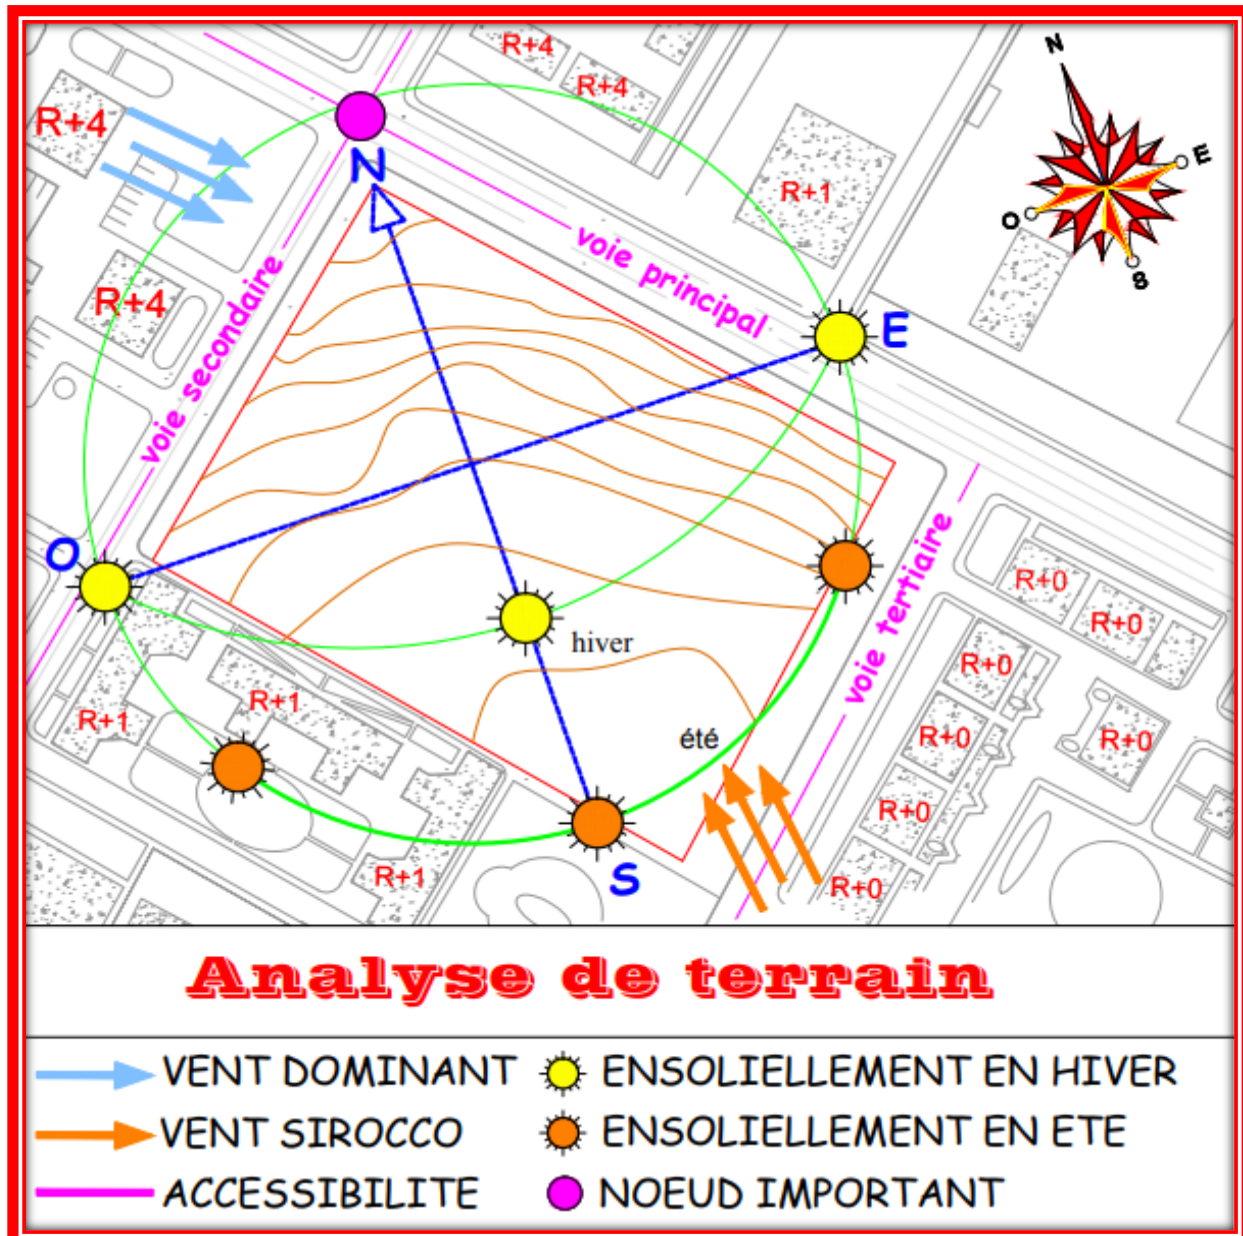 R+4
R+4
N
R+4
N
E
R+1
O
S
voie principal
R+4
voie secondaire
E
O
voie tertiaire
R+0
R+0
hiver
R+0
R+1
R+1
été
R+0
R+0
R+0
R+1
S
R+0
Analyse de terrain
VENT DOMINANT
ENSOLIELLEMENT EN HIVER
VENT SIROCCO
ENSOLIELLEMENT EN ETE
ACCESSIBILITE
NOEUD IMPORTANT